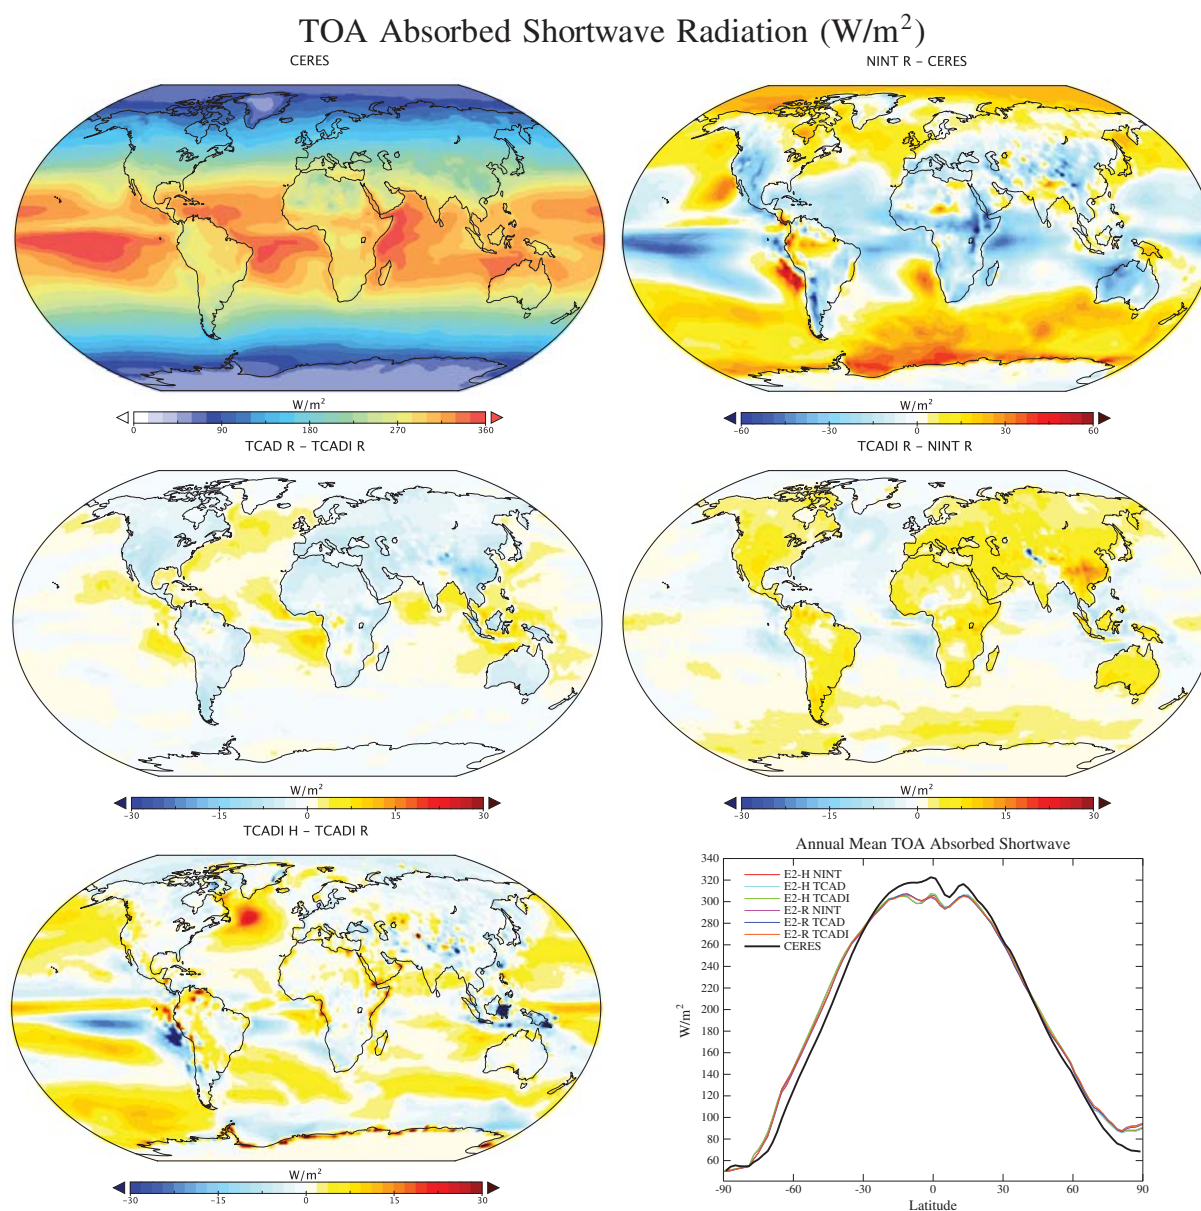 TOA Absorbed Shortwave Radiation (W/m²)
CERES
NINT R – CERES
W/m²
0 90 180 270 360
W/m²
−60 −30 0 30 60
TCAD R – TCADI R
TCADI R – NINT R
W/m²
−30 −15 0 15 30
W/m²
−30 −15 0 15 30
TCADI H – TCADI R
W/m²
−30 −15 0 15 30
Annual Mean TOA Absorbed Shortwave
340
320
300
280
260
240
220
200
180
160
140
120
100
80
60
W/m²
E2-H NINT
E2-H TCAD
E2-H TCADI
E2-R NINT
E2-R TCAD
E2-R TCADI
CERES
-90 -60 -30 0 30 60 90
Latitude